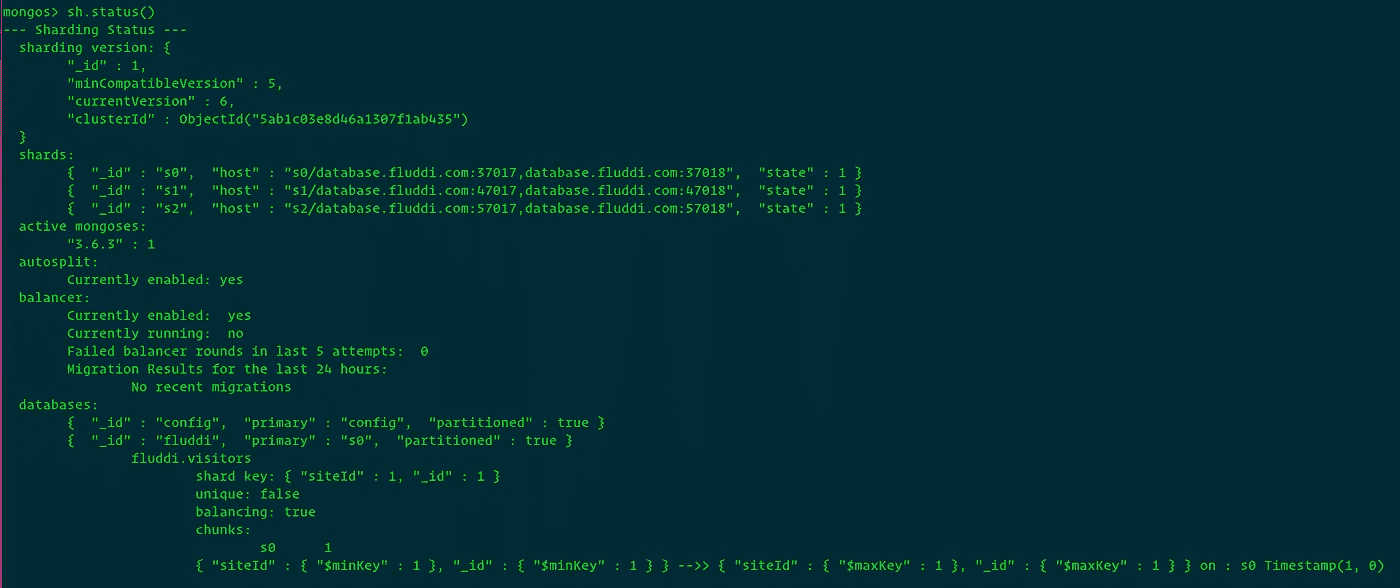 mongos> sh.status()
--- Sharding Status ---
  sharding version: {
        "_id" : 1,
        "minCompatibleVersion" : 5,
        "currentVersion" : 6,
        "clusterId" : ObjectId("5ab1c03e8d46a1307f1ab435")
  }
  shards:
        {  "_id" : "s0",  "host" : "s0/database.fluddi.com:37017,database.fluddi.com:37018",  "state" : 1 }
        {  "_id" : "s1",  "host" : "s1/database.fluddi.com:47017,database.fluddi.com:47018",  "state" : 1 }
        {  "_id" : "s2",  "host" : "s2/database.fluddi.com:57017,database.fluddi.com:57018",  "state" : 1 }
  active mongoses:
        "3.6.3" : 1
  autosplit:
        Currently enabled: yes
  balancer:
        Currently enabled:  yes
        Currently running:  no
        Failed balancer rounds in last 5 attempts:  0
        Migration Results for the last 24 hours:
                No recent migrations
  databases:
        {  "_id" : "config",  "primary" : "config",  "partitioned" : true }
        {  "_id" : "fluddi",  "primary" : "s0",  "partitioned" : true }
                fluddi.visitors
                        shard key: { "siteId" : 1, "_id" : 1 }
                        unique: false
                        balancing: true
                        chunks:
                                s0      1
                        { "siteId" : { "$minKey" : 1 }, "_id" : { "$minKey" : 1 } } -->> { "siteId" : { "$maxKey" : 1 }, "_id" : { "$maxKey" : 1 } } on : s0 Timestamp(1, 0)